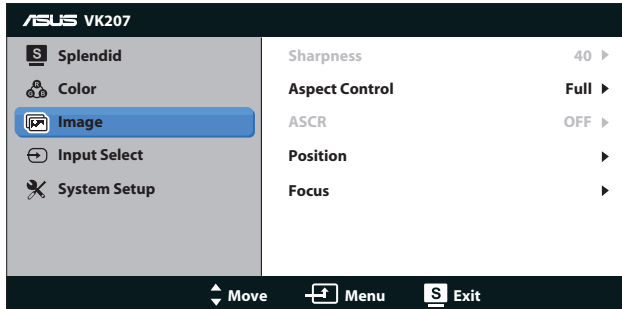 ASUS VK207
S Splendid
R G B Color
Image
Input Select
System Setup
Sharpness 40
Aspect Control Full
ASCR OFF
Position
Focus
Move Menu S Exit